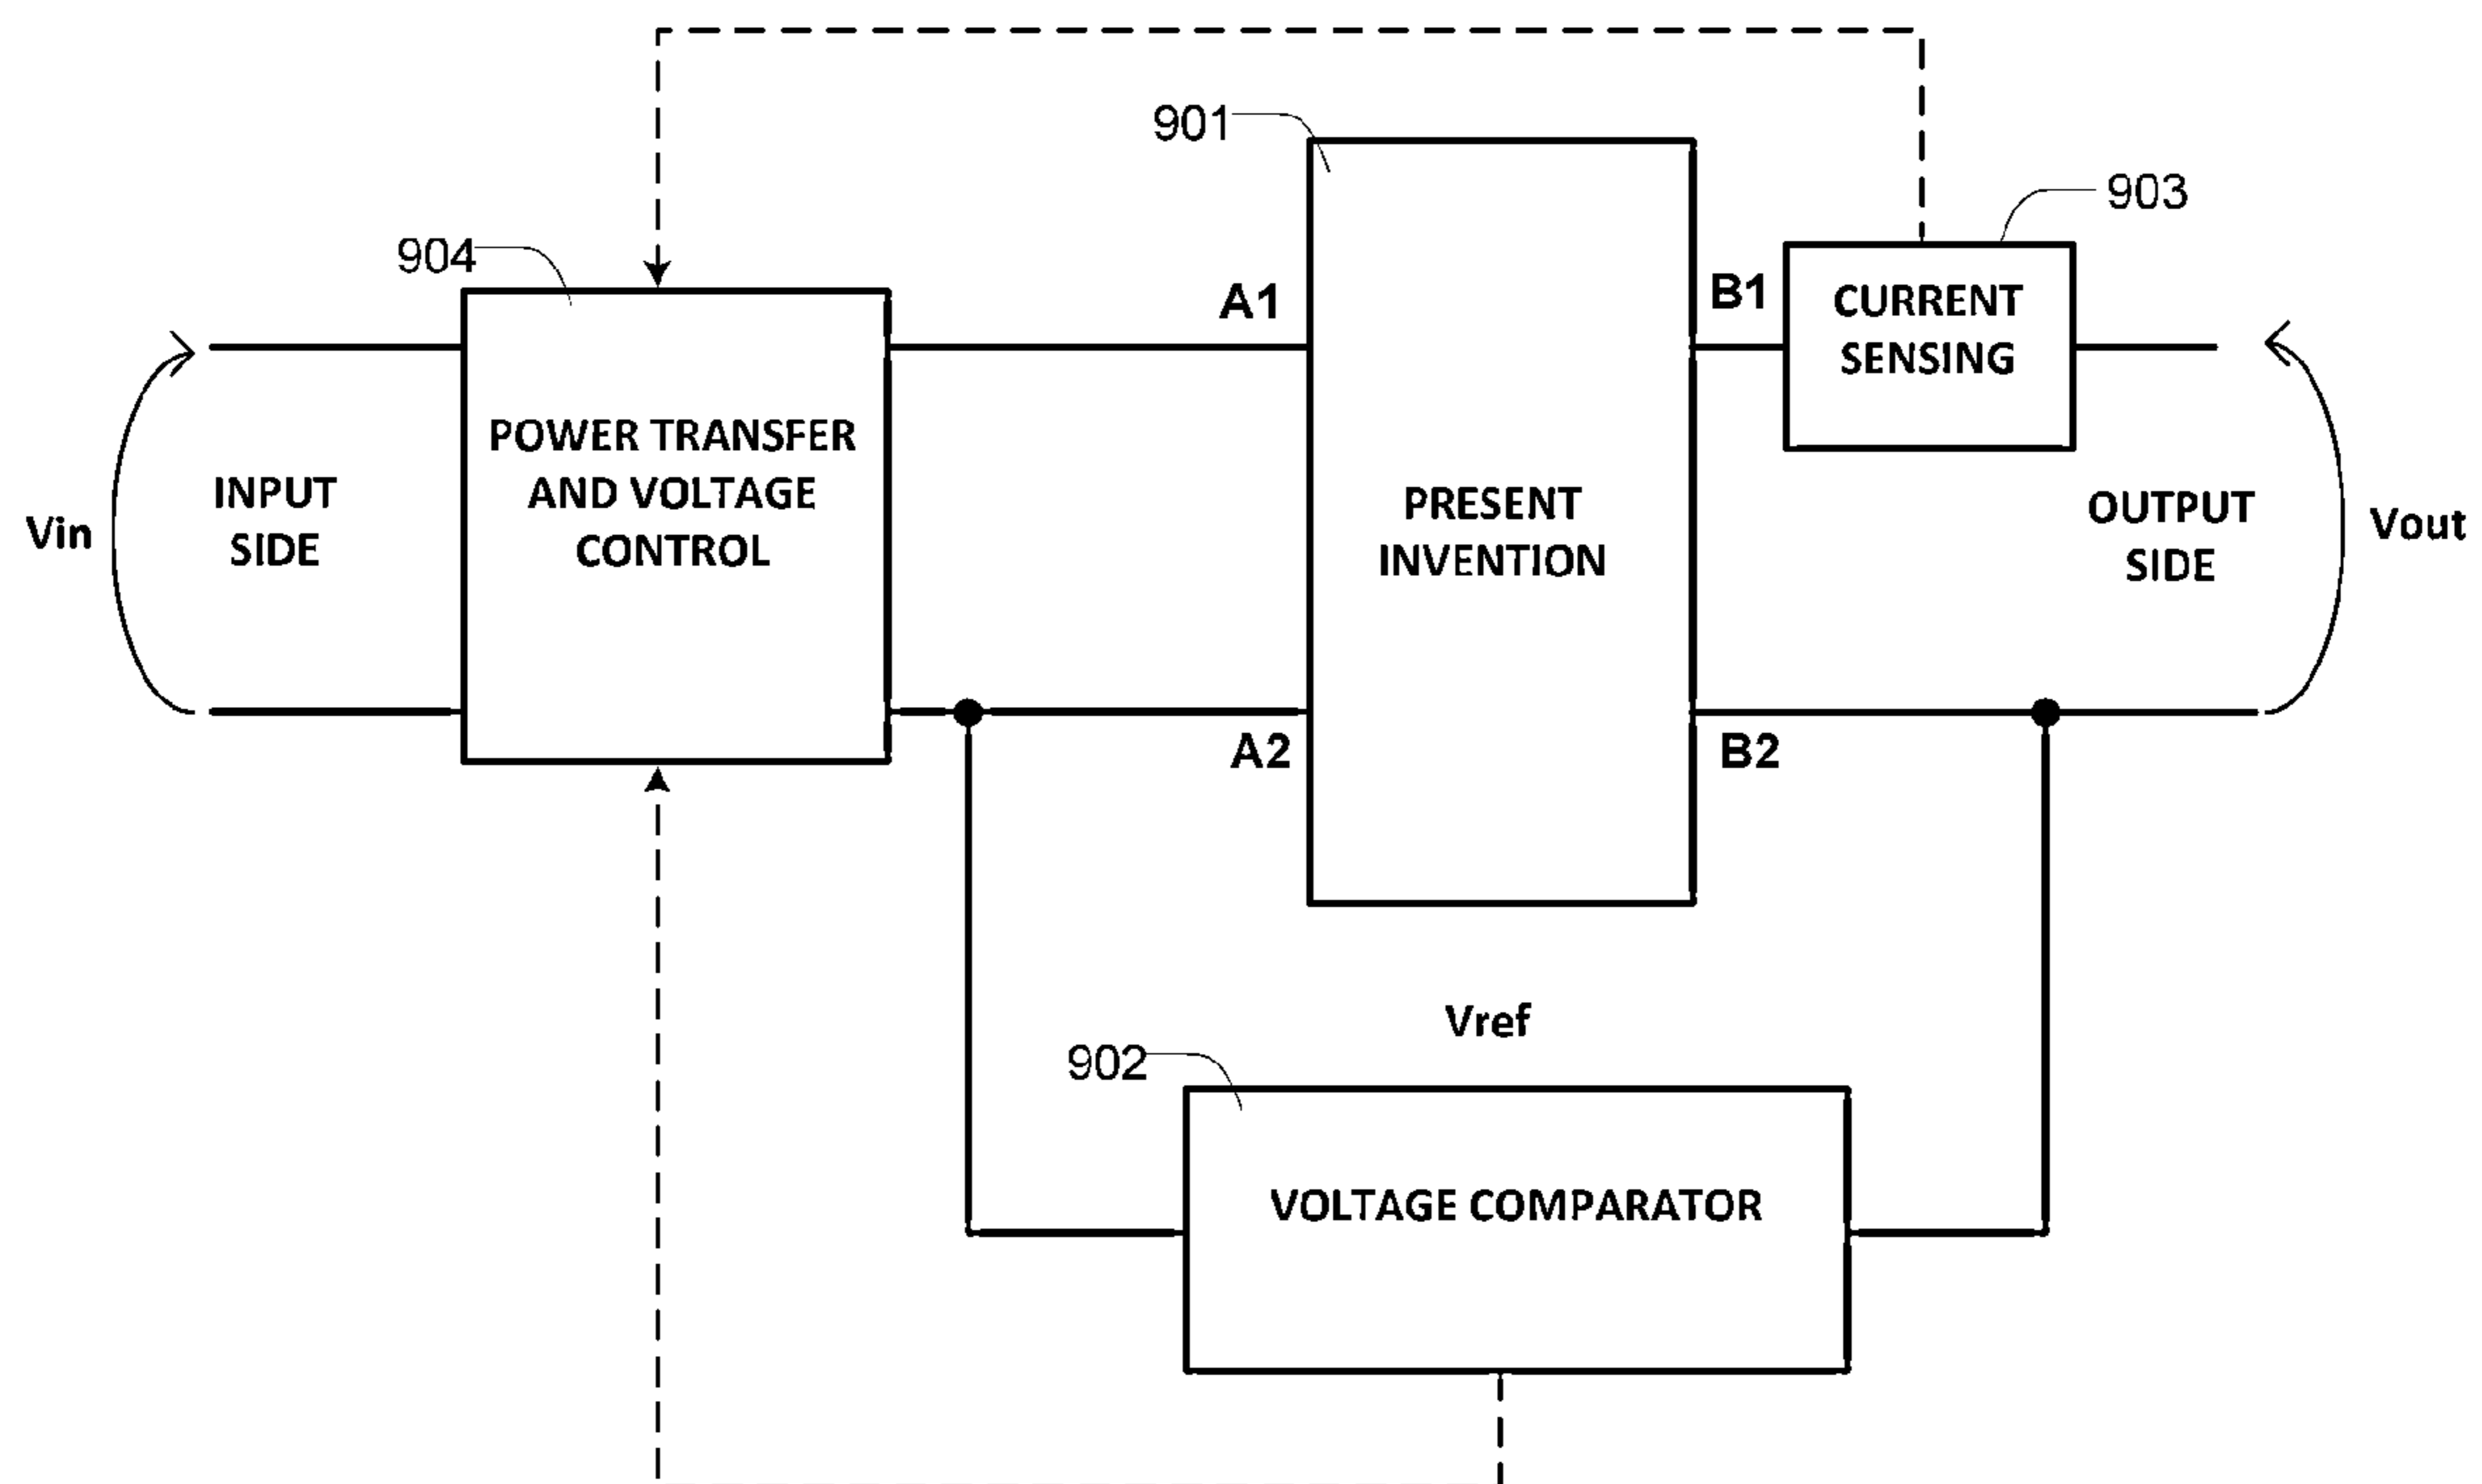 901
903
904
A1
B1
CURRENT
SENSING
POWER TRANSFER
AND VOLTAGE
CONTROL
INPUT
SIDE
Vin
PRESENT
INVENTION
OUTPUT
SIDE
Vout
A2
B2
Vref
902
VOLTAGE COMPARATOR